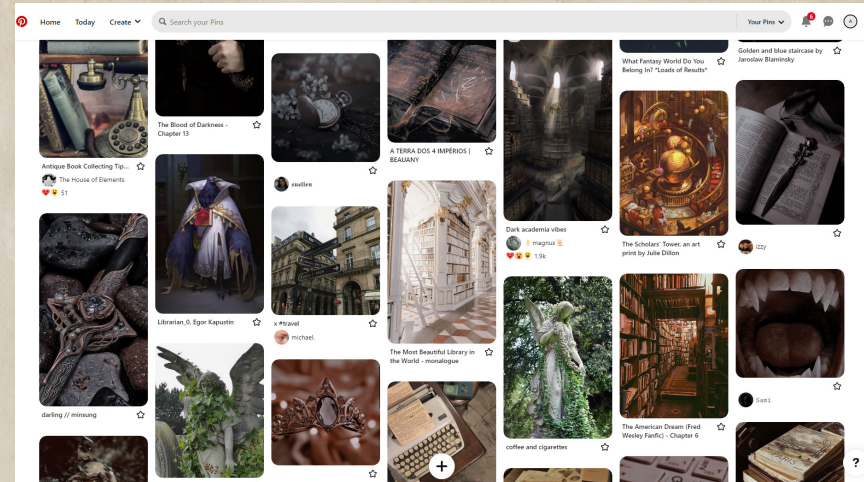 Home
Today
Create
Search your Pins
Your Pins
6
A
Antique Book Collecting Tip...
The House of Elements
51
darling // minsung
The Blood of Darkness -
Chapter 13
Librarian_0, Egor Kapustin
suellen
x #travel
michael.
A TERRA DOS 4 IMPÉRIOS |
BEAUANY
The Most Beautiful Library in
the World - monalogue
+
Dark academia vibes
magnus
1.9k
coffee and cigarettes
What Fantasy World Do You
Belong In? *Loads of Results*
The Scholars' Tower, an art
print by Julie Dillon
The American Dream (Fred
Wesley Fanfic) - Chapter 6
Golden and blue staircase by
Jaroslaw Blaminsky
izzy
Sami
PARIS
?